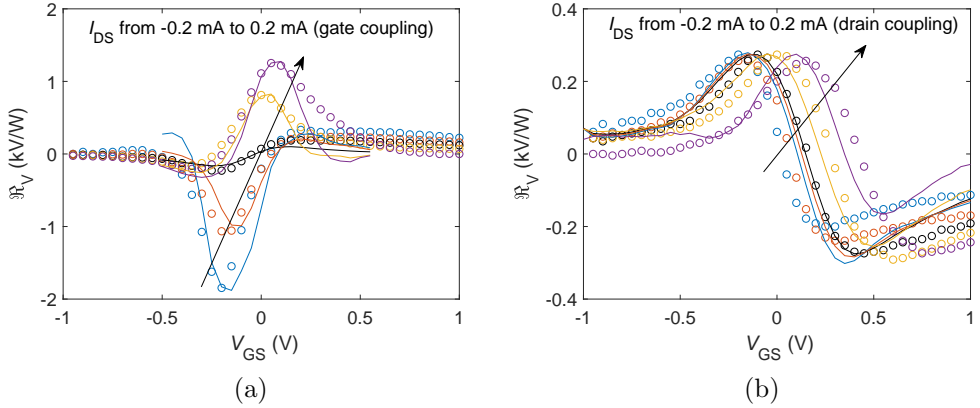 I_DS from -0.2 mA to 0.2 mA (gate coupling)
ℜ_V (kV/W)
2
1
0
-1
-2
-1
-0.5
0
0.5
1
V_GS (V)
(a)
I_DS from -0.2 mA to 0.2 mA (drain coupling)
ℜ_V (kV/W)
0.4
0.2
0
-0.2
-0.4
-1
-0.5
0
0.5
1
V_GS (V)
(b)